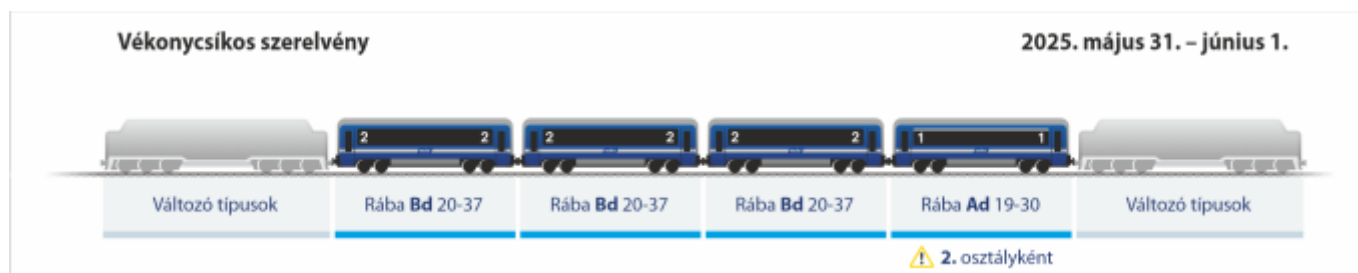 Vékonycsíkos szerelvény 2025. május 31. – június 1.
2 2 2 2 2 2 1 1
Változó típusok Rába Bd 20-37 Rába Bd 20-37 Rába Bd 20-37 Rába Ad 19-30 Változó típusok
2. osztályként